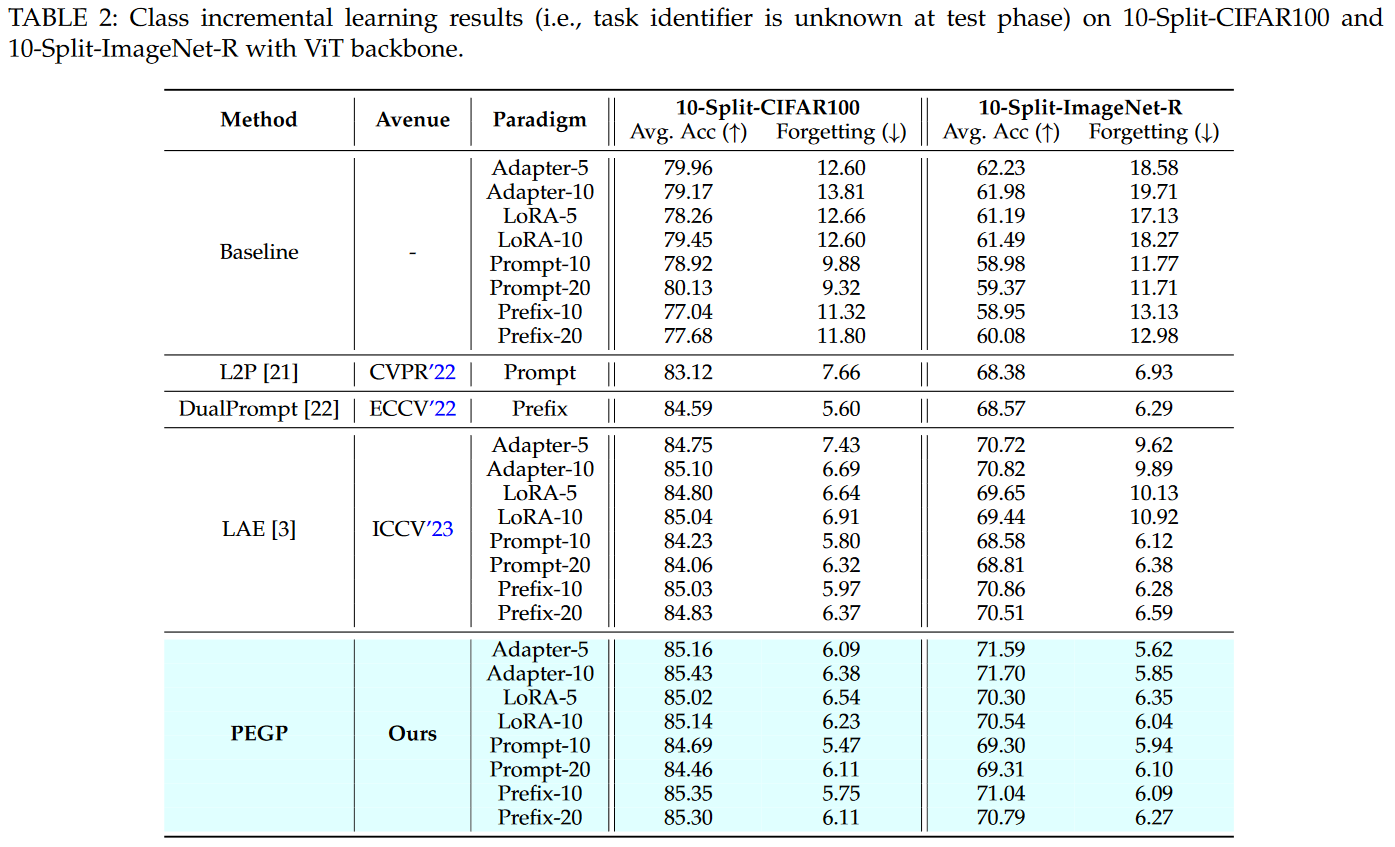 TABLE 2: Class incremental learning results (i.e., task identifier is unknown at test phase) on 10-Split-CIFAR100 and
10-Split-ImageNet-R with ViT backbone.
Method Avenue Paradigm 10-Split-CIFAR100 10-Split-ImageNet-R
Avg. Acc (↑) Forgetting (↓) Avg. Acc (↑) Forgetting (↓)
Baseline - Adapter-5 79.96 12.60 62.23 18.58
Adapter-10 79.17 13.81 61.98 19.71
LoRA-5 78.26 12.66 61.19 17.13
LoRA-10 79.45 12.60 61.49 18.27
Prompt-10 78.92 9.88 58.98 11.77
Prompt-20 80.13 9.32 59.37 11.71
Prefix-10 77.04 11.32 58.95 13.13
Prefix-20 77.68 11.80 60.08 12.98
L2P [21] CVPR'22 Prompt 83.12 7.66 68.38 6.93
DualPrompt [22] ECCV'22 Prefix 84.59 5.60 68.57 6.29
LAE [3] ICCV'23 Adapter-5 84.75 7.43 70.72 9.62
Adapter-10 85.10 6.69 70.82 9.89
LoRA-5 84.80 6.64 69.65 10.13
LoRA-10 85.04 6.91 69.44 10.92
Prompt-10 84.23 5.80 68.58 6.12
Prompt-20 84.06 6.32 68.81 6.38
Prefix-10 85.03 5.97 70.86 6.28
Prefix-20 84.83 6.37 70.51 6.59
PEGP Ours Adapter-5 85.16 6.09 71.59 5.62
Adapter-10 85.43 6.38 71.70 5.85
LoRA-5 85.02 6.54 70.30 6.35
LoRA-10 85.14 6.23 70.54 6.04
Prompt-10 84.69 5.47 69.30 5.94
Prompt-20 84.46 6.11 69.31 6.10
Prefix-10 85.35 5.75 71.04 6.09
Prefix-20 85.30 6.11 70.79 6.27